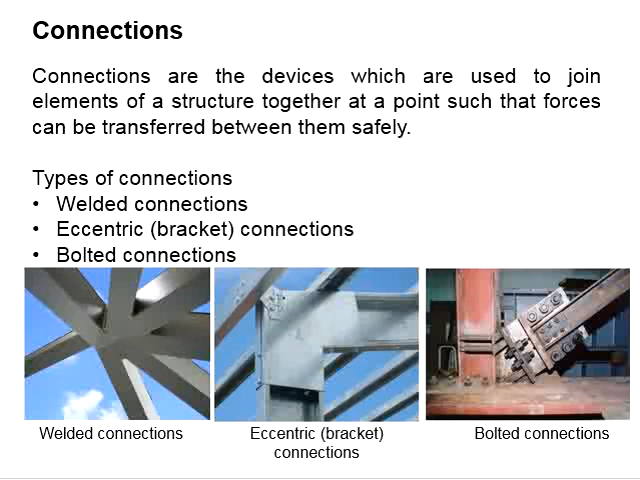 Connections
Connections are the devices which are used to join
elements of a structure together at a point such that forces
can be transferred between them safely.
Types of connections
• Welded connections
• Eccentric (bracket) connections
• Bolted connections
Welded connections
Eccentric (bracket)
connections
Bolted connections